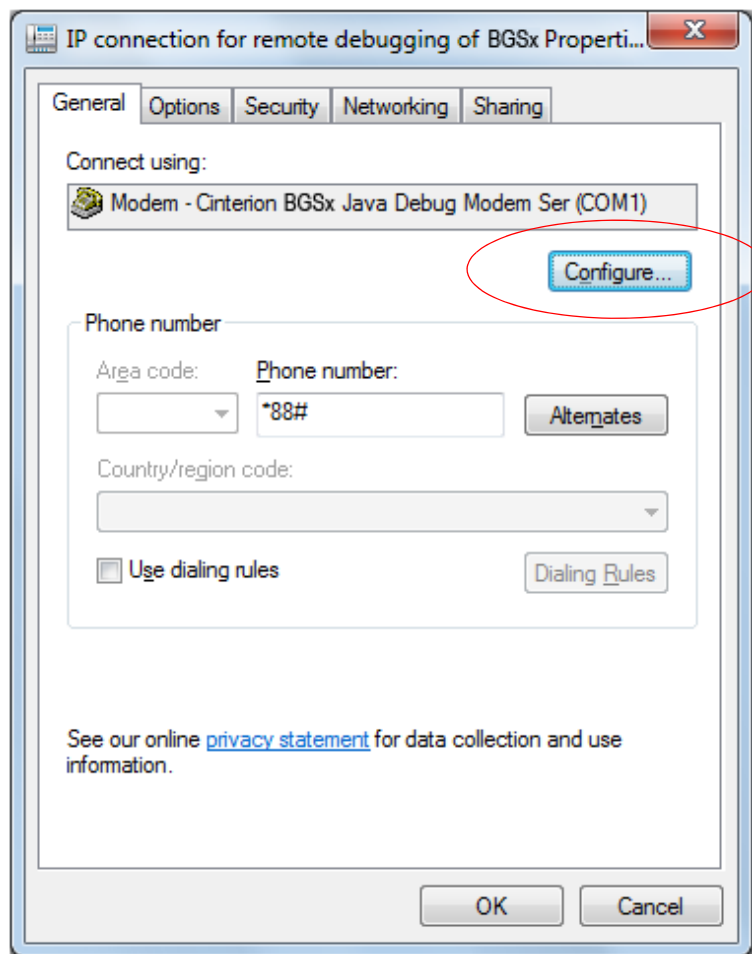 IP connection for remote debugging of BGSx Properti...
General Options Security Networking Sharing
Connect using:
Modem - Cinterion BGSx Java Debug Modem Ser (COM1)
Configure...
Phone number
Area code: Phone number:
*88#
Alternates
Country/region code:
Use dialing rules
Dialing Rules
See our online privacy statement for data collection and use
information.
OK Cancel